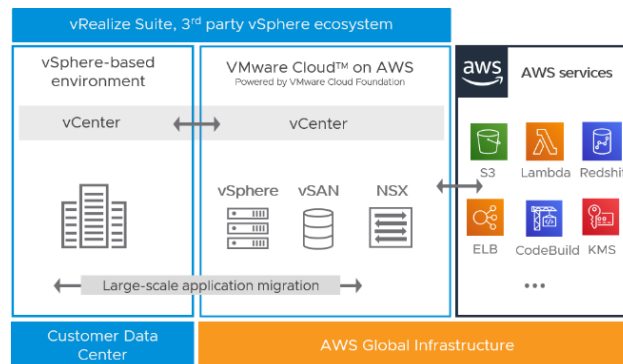 vRealize Suite, 3rd party vSphere ecosystem
vSphere-based
environment
VMware Cloud™ on AWS
Powered by VMware Cloud Foundation
aws
AWS services
vCenter
vCenter
S3
Lambda
Redshift
vSphere
vSAN
NSX
ELB
CodeBuild
KMS
...
Large-scale application migration
Customer Data
Center
AWS Global Infrastructure